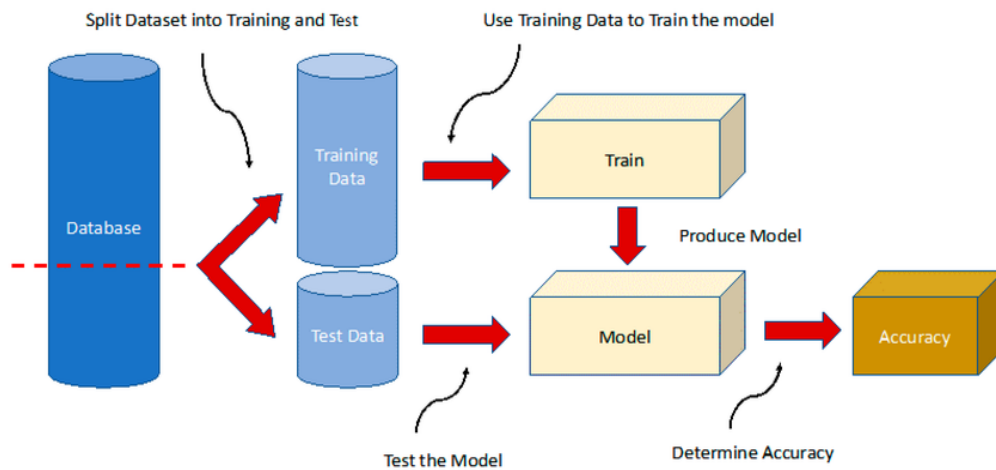 Split Dataset into Training and Test
Use Training Data to Train the model
Training
Data
Train
Database
Produce Model
Test Data
Model
Accuracy
Test the Model
Determine Accuracy